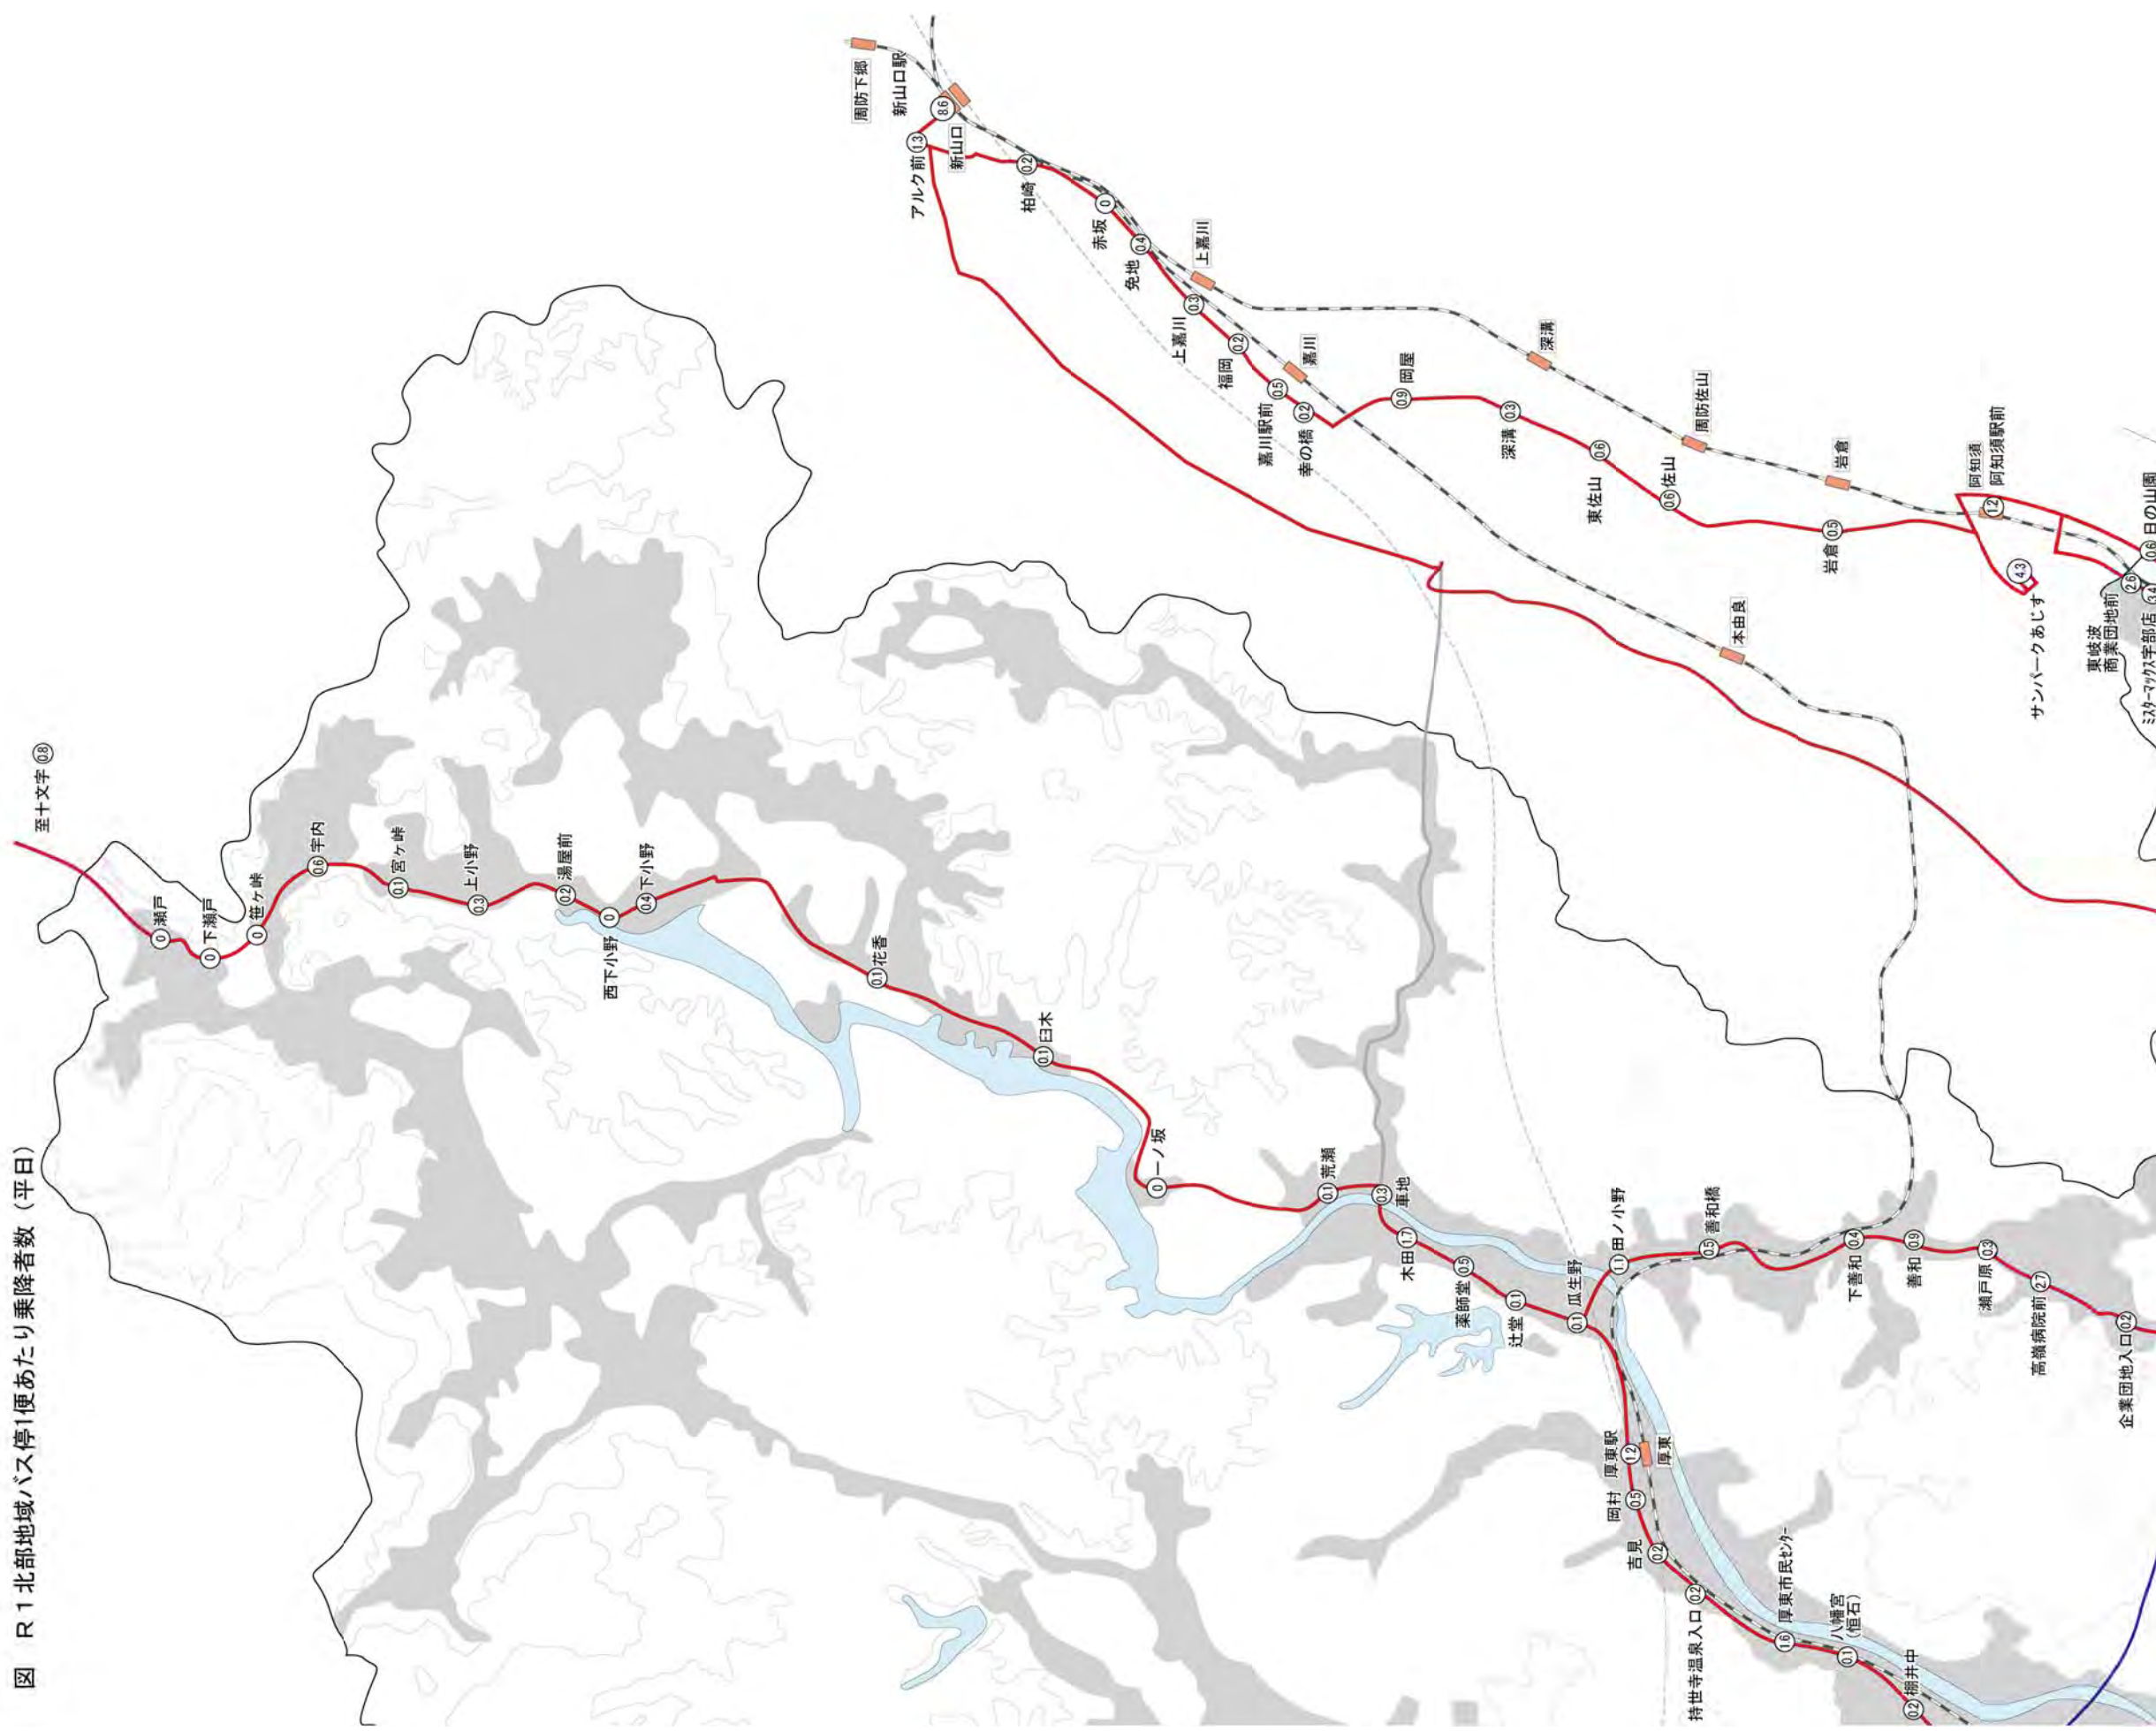 図 R1北部地域バス停1便あたり乗降者数（平日）
至十文字 0.8
0 瀬戸
0 下瀬戸
0 笹ヶ峠
0.6 宇内
0.1 宮ヶ峠
0.3 上小野
0.2 湯屋前
西下小野 0
0.4 下小野
0.1 花香
0.1 臼木
0 一ノ坂
0.1 荒瀬
0.3 車地
木田 1.7
薬師堂 0.5
辻堂 0.1
0.1 瓜生野
1.1 田ノ小野
0.5 善和橋
下善和 0.4
善和 0.9
瀬戸原 0.3
高嶺病院前 2.7
企業団地入口 0.2
厚東駅 1.2
厚東
岡村 0.5
吉見 0.2
持世寺温泉入口 0.2
厚東市民センター
1.6
八幡宮
（恒石）
0.1
0.2 棚井中
周防下郷
新山口駅 8.6
新山口
アルク前 1.3
柏崎 0.2
赤坂 0
免地 0.4
上嘉川
上嘉川 0.3
福岡 0.2
嘉川
嘉川駅前 0.5
幸の橋 0.2
0.9 岡屋
深溝
深溝 0.3
東佐山 0.6
周防佐山
0.6 佐山
岩倉
岩倉 0.5
阿知須
阿知須駅前
1.2
サンパークあじす 4.3
本由良
東岐波
商業団地前 2.6
ミスターマックス宇部店 3.4
0.6 日の山園